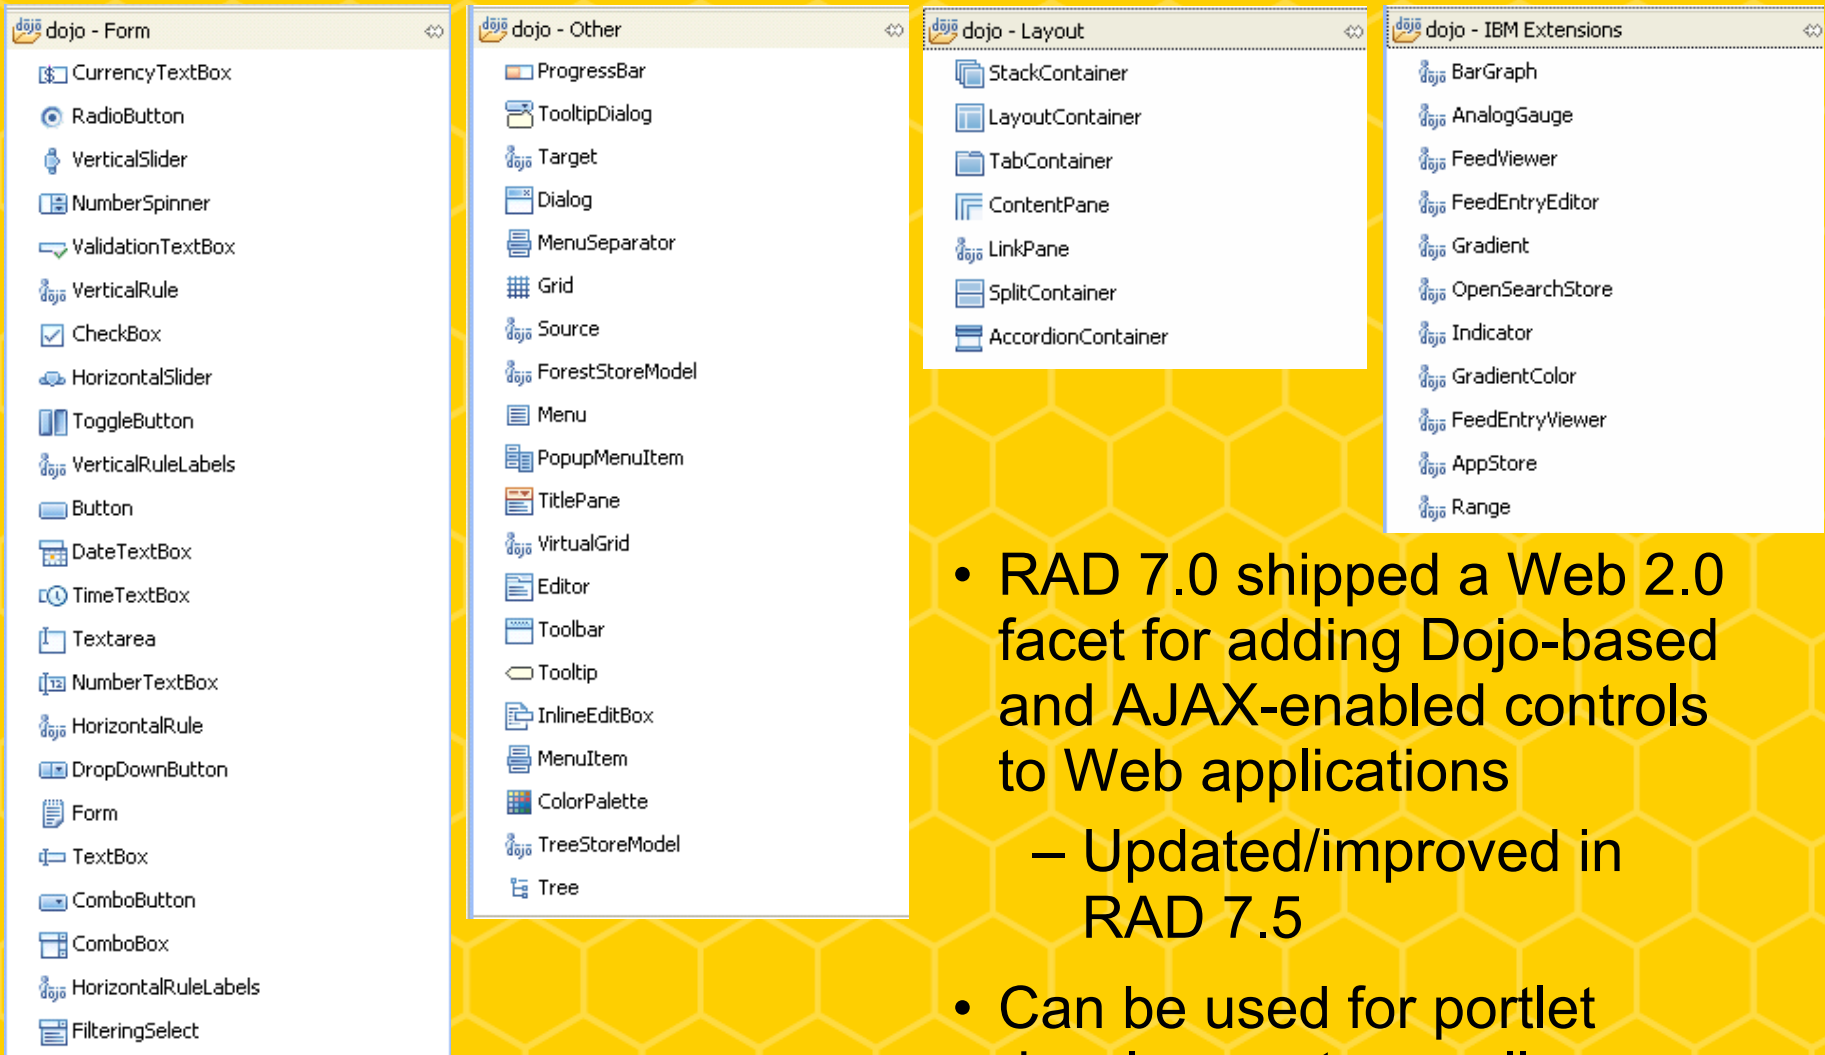 dojo - Form
CurrencyTextBox
RadioButton
VerticalSlider
NumberSpinner
ValidationTextBox
VerticalRule
CheckBox
HorizontalSlider
ToggleButton
VerticalRuleLabels
Button
DateTextBox
TimeTextBox
Textarea
NumberTextBox
HorizontalRule
DropDownButton
Form
TextBox
ComboButton
ComboBox
HorizontalRuleLabels
FilteringSelect
dojo - Other
ProgressBar
TooltipDialog
Target
Dialog
MenuSeparator
Grid
Source
ForestStoreModel
Menu
PopupMenuItem
TitlePane
VirtualGrid
Editor
Toolbar
Tooltip
InlineEditBox
MenuItem
ColorPalette
TreeStoreModel
Tree
dojo - Layout
StackContainer
LayoutContainer
TabContainer
ContentPane
LinkPane
SplitContainer
AccordionContainer
dojo - IBM Extensions
BarGraph
AnalogGauge
FeedViewer
FeedEntryEditor
Gradient
OpenSearchStore
Indicator
GradientColor
FeedEntryViewer
AppStore
Range
• RAD 7.0 shipped a Web 2.0
facet for adding Dojo-based
and AJAX-enabled controls
to Web applications
– Updated/improved in
RAD 7.5
• Can be used for portlet